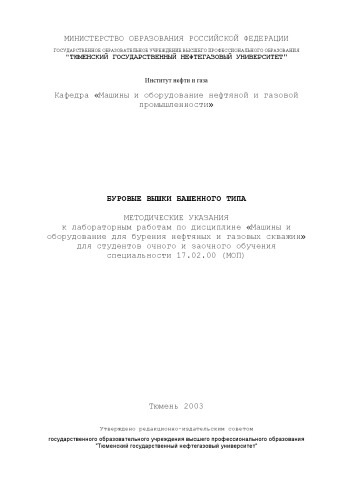 МИНИСТЕРСТВО ОБРАЗОВАНИЯ РОССИЙСКОЙ ФЕДЕРАЦИИ
ГОСУДАРСТВЕННОЕ ОБРАЗОВАТЕЛЬНОЕ УЧРЕЖДЕНИЕ ВЫСШЕГО ПРОФЕССИОНАЛЬНОГО ОБРАЗОВАНИЯ
"ТЮМЕНСКИЙ ГОСУДАРСТВЕННЫЙ НЕФТЕГАЗОВЫЙ УНИВЕРСИТЕТ"
Институт нефти и газа
Кафедра «Машины и оборудование нефтяной и газовой
промышленности»
БУРОВЫЕ ВЫШКИ БАШЕННОГО ТИПА
МЕТОДИЧЕСКИЕ УКАЗАНИЯ
к лабораторным работам по дисциплине «Машины и
оборудование для бурения нефтяных и газовых скважин»
для студентов очного и заочного обучения
специальности 17.02.00 (МОП)
Тюмень 2003
Утверждено редакционно-издательским советом
государственного образовательного учреждения высшего профессионального образования
"Тюменский государственный нефтегазовый университет"